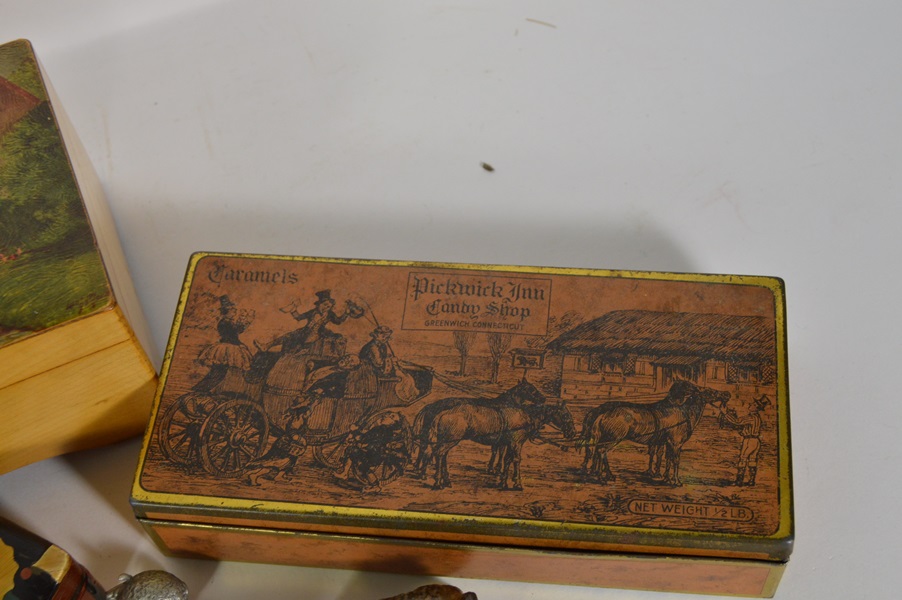 Caramels
Pickwick Inn
Candy Shop
GREENWICH CONNECTICUT
NET WEIGHT 1/2 LB